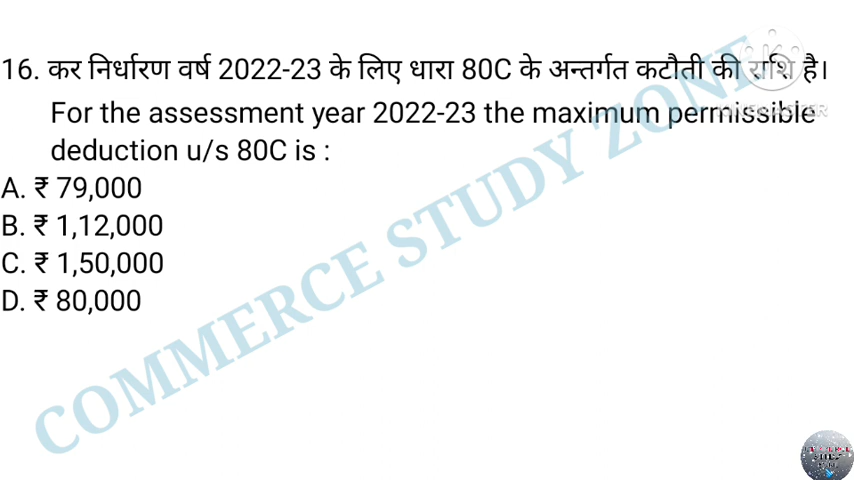 16. कर निर्धारण वर्ष 2022-23 के लिए धारा 80C के अन्तर्गत कटौती की राशि है।
For the assessment year 2022-23 the maximum permissible
deduction u/s 80C is :
A. ₹ 79,000
B. ₹ 1,12,000
C. ₹ 1,50,000
D. ₹ 80,000
COMMERCE STUDY ZONE